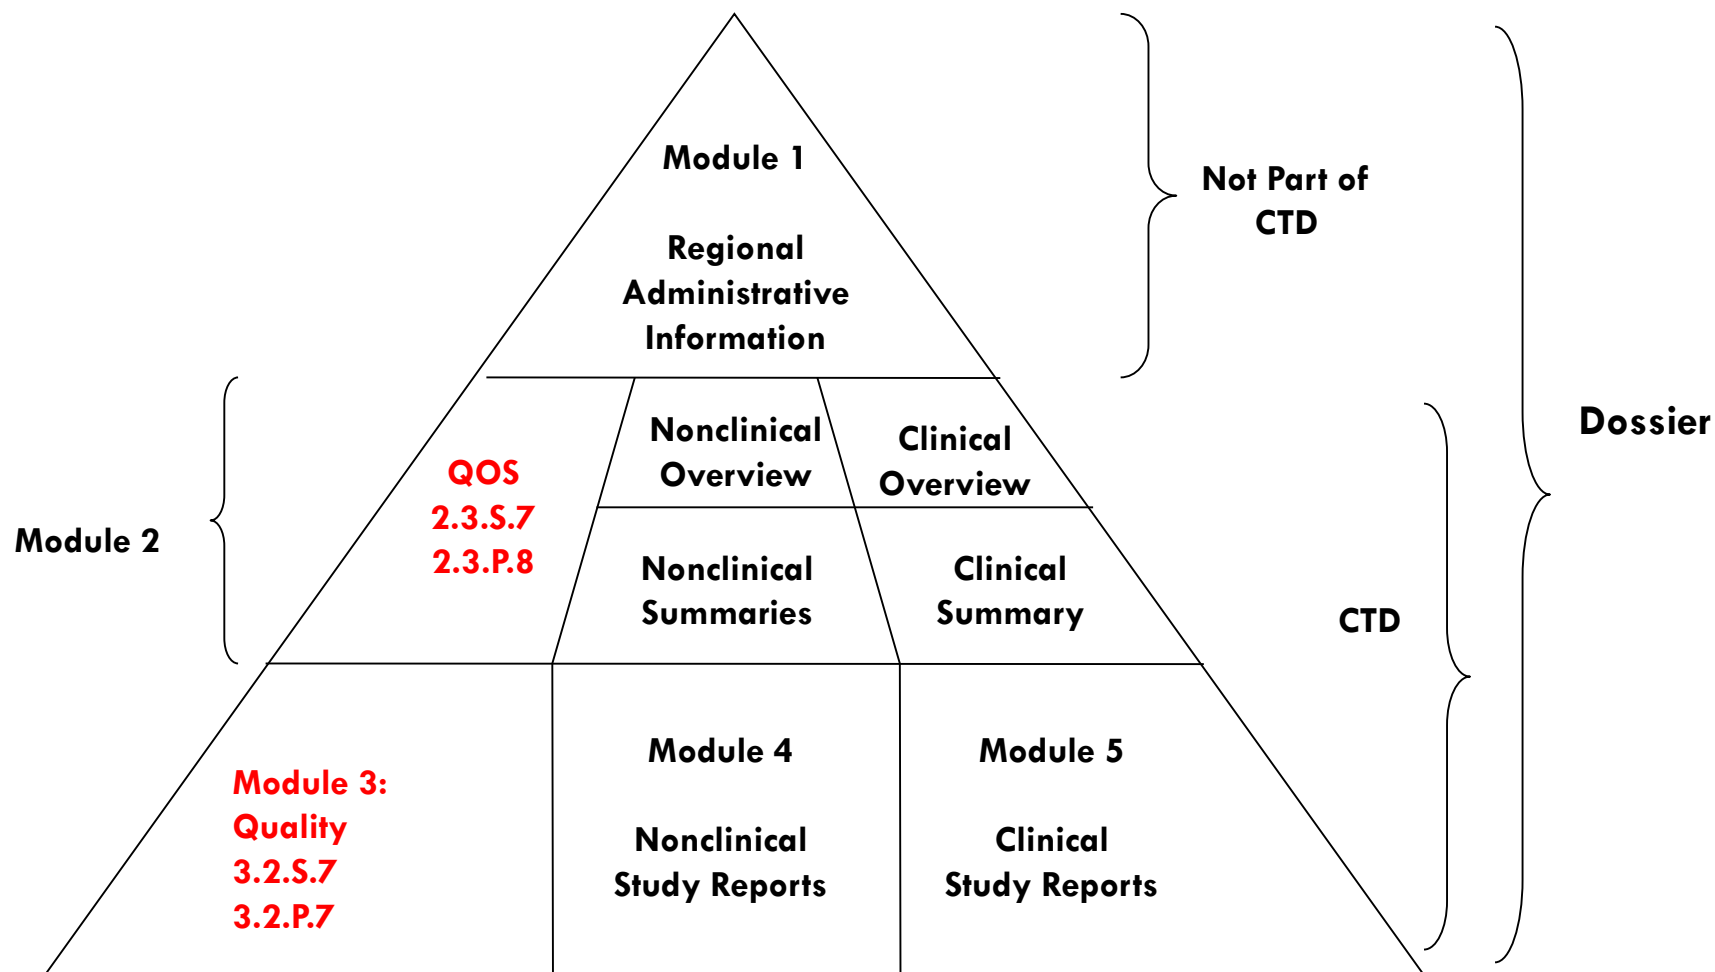 Module 1
Regional
Administrative
Information
Not Part of
CTD
Dossier
Module 2
QOS
2.3.S.7
2.3.P.8
Nonclinical
Overview
Clinical
Overview
Nonclinical
Summaries
Clinical
Summary
CTD
Module 3:
Quality
3.2.S.7
3.2.P.7
Module 4
Nonclinical
Study Reports
Module 5
Clinical
Study Reports